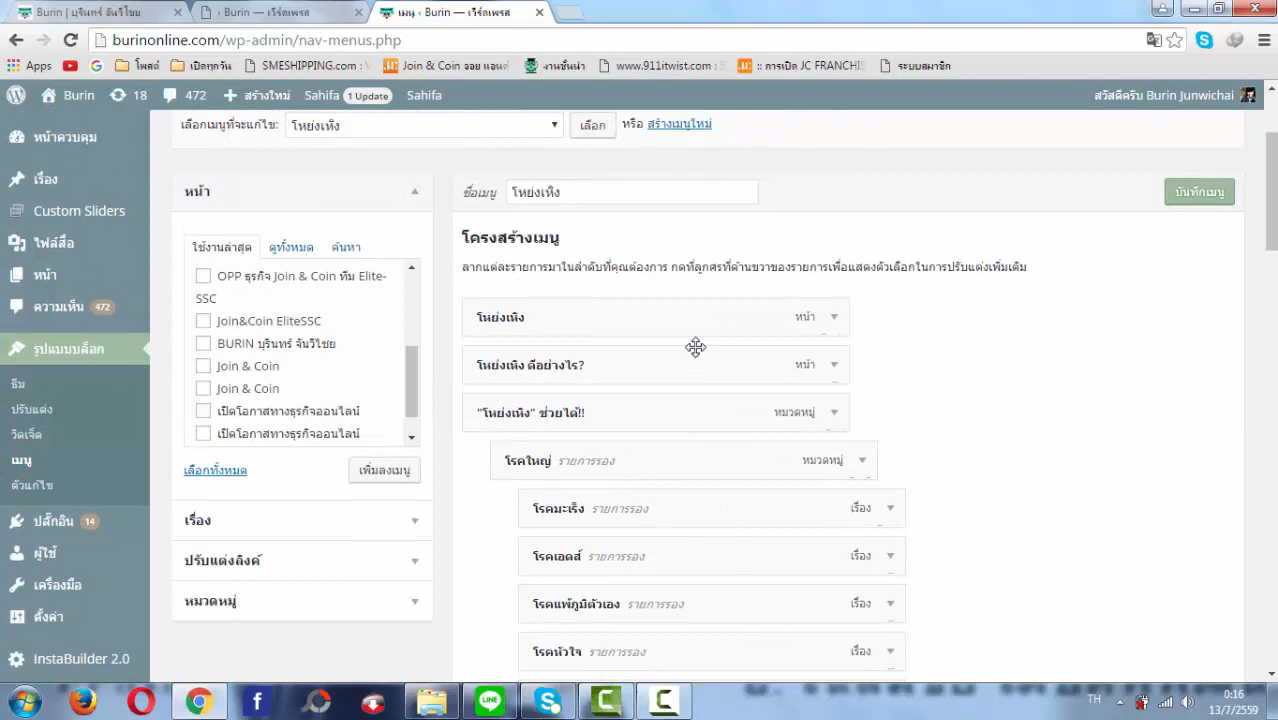 Burin | บุรินทร์ จันวิไชย
‹ Burin — เวิร์ดเพรส
เมนู ‹ Burin — เวิร์ดเพรส
burinonline.com/wp-admin/nav-menus.php
Apps
โพสต์
เปิดทุกวัน
SMESHIPPING.com : \
Join & Coin จอย แอนด
งานชั้นนำ
www.911itwist.com :
:: การเปิด JC FRANCHIS
ระบบสมาชิก
Burin 18 472 + สร้างใหม่ Sahifa 1 Update Sahifa
สวัสดีครับ Burin Junwichai
หน้าควบคุม
เรื่อง
Custom Sliders
ไฟล์สื่อ
หน้า
ความเห็น 472
รูปแบบบล็อก
ธีม
ปรับแต่ง
วิดเจ็ต
เมนู
ตัวแก้ไข
ปลั๊กอิน 14
ผู้ใช้
เครื่องมือ
ตั้งค่า
InstaBuilder 2.0
เลือกเมนูที่จะแก้ไข: โหย่งเหิง เลือก หรือ สร้างเมนูใหม่
หน้า
ใช้งานล่าสุด ดูทั้งหมด ค้นหา
OPP ธุรกิจ Join & Coin ทีม Elite-
SSC
Join&Coin EliteSSC
BURIN บุรินทร์ จันวิไชย
Join & Coin
Join & Coin
เปิดโอกาสทางธุรกิจออนไลน์
เปิดโอกาสทางธุรกิจออนไลน์
เลือกทั้งหมด เพิ่มลงเมนู
เรื่อง
ปรับแต่งลิงค์
หมวดหมู่
ชื่อเมนู โหย่งเหิง บันทึกเมนู
โครงสร้างเมนู
ลากแต่ละรายการมาในลำดับที่คุณต้องการ กดที่ลูกศรที่ด้านขวาของรายการเพื่อแสดงตัวเลือกในการปรับแต่งเพิ่มเติม
โหย่งเหิง หน้า
โหย่งเหิง ดีอย่างไร? หน้า
"โหย่งเหิง" ช่วยได้!! หมวดหมู่
โรคใหญ่ รายการรอง หมวดหมู่
โรคมะเร็ง รายการรอง เรื่อง
โรคเอดส์ รายการรอง เรื่อง
โรคแพ้ภูมิตัวเอง รายการรอง เรื่อง
โรคหัวใจ รายการรอง เรื่อง
TH
0:16
13/7/2559